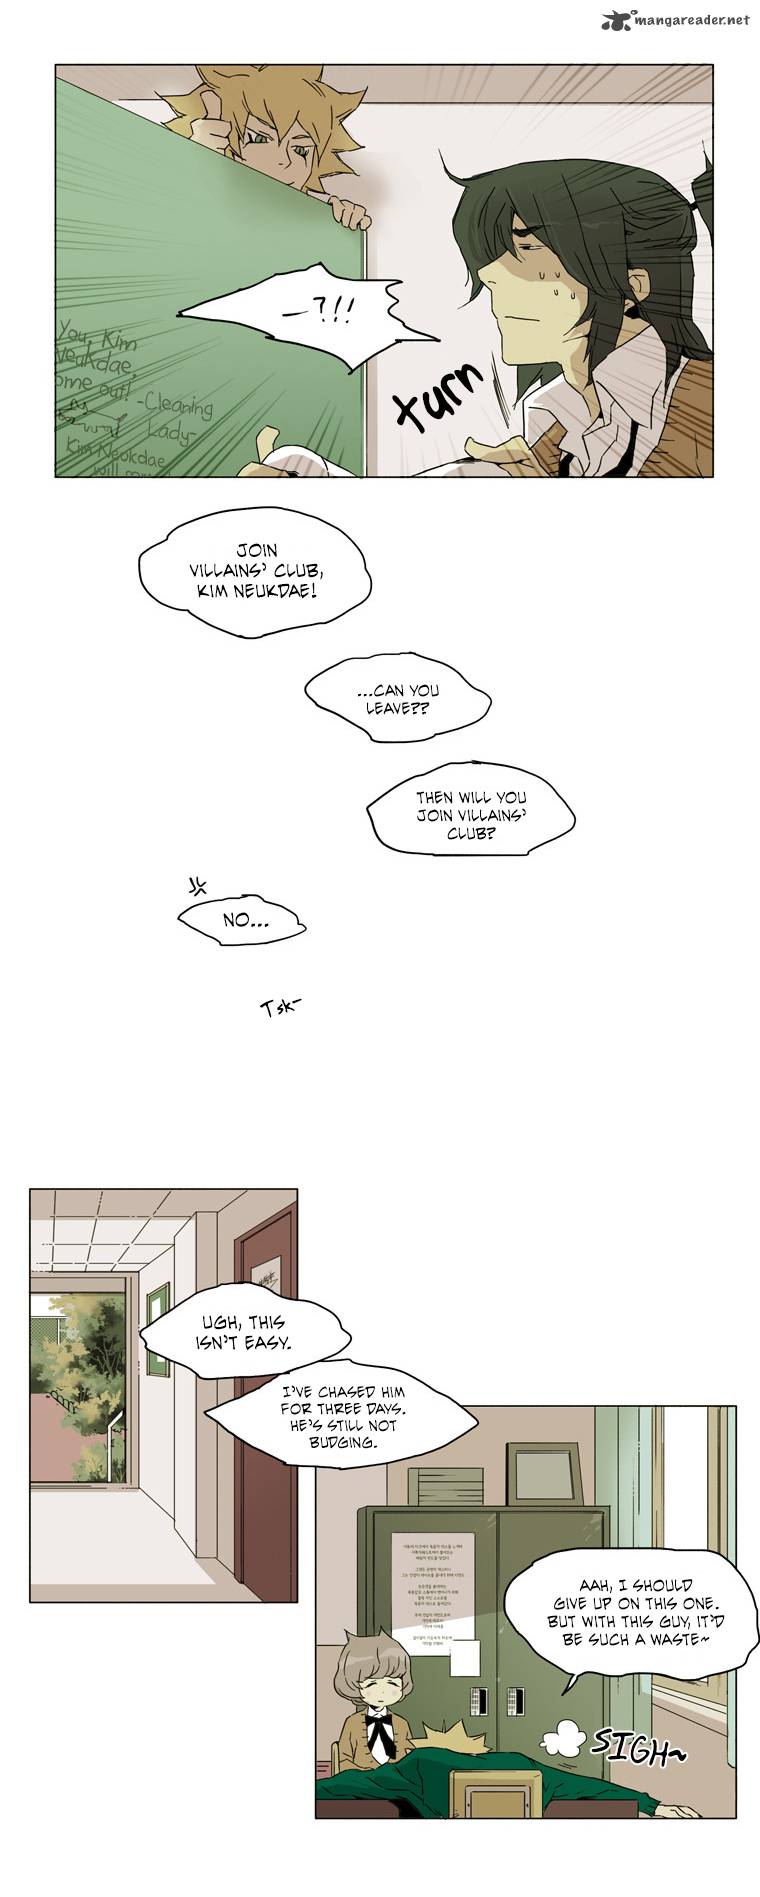 mangareader.net
-?!!
turn
You, Kim
Neukdae,
ome out!
-Cleaning
Lady-
Kim Neukdae
will com
JOIN
VILLAINS' CLUB,
KIM NEUKDAE!
...CAN YOU
LEAVE??
THEN WILL YOU
JOIN VILLAINS'
CLUB?
NO...
Tsk-
UGH, THIS
ISN'T EASY.
I'VE CHASED HIM
FOR THREE DAYS.
HE'S STILL NOT
BUDGING.
AAH, I SHOULD
GIVE UP ON THIS ONE.
BUT WITH THIS GUY, IT'D
BE SUCH A WASTE~
SIGH~